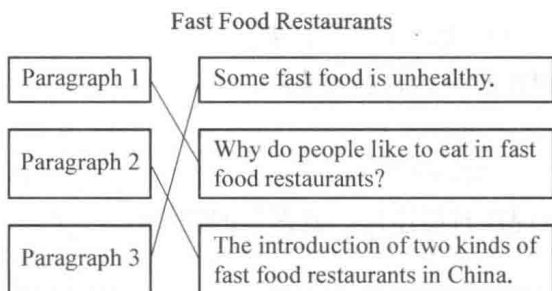 Fast Food Restaurants
Paragraph 1
Some fast food is unhealthy.
Paragraph 2
Why do people like to eat in fast
food restaurants?
Paragraph 3
The introduction of two kinds of
fast food restaurants in China.